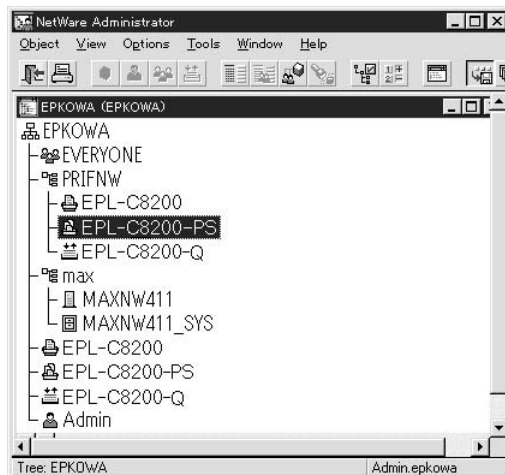 NetWare Administrator
Object View Options Tools Window Help
EPKOWA (EPKOWA)
EPKOWA
EVERYONE
PRIFNW
EPL-C8200
EPL-C8200-PS
EPL-C8200-Q
max
MAXNW411
MAXNW411_SYS
EPL-C8200
EPL-C8200-PS
EPL-C8200-Q
Admin
Tree: EPKOWA Admin.epkowa